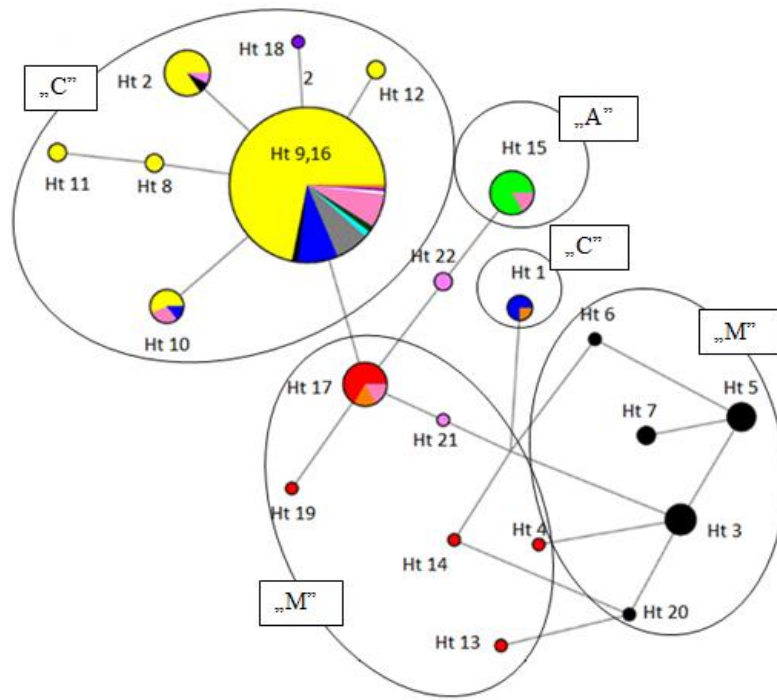 Ht 18
„C”
Ht 2
2
Ht 12
„A”
Ht 9,16
Ht 15
Ht 11
Ht 8
„C”
Ht 22
Ht 1
Ht 6
„M”
Ht 10
Ht 5
Ht 17
Ht 7
Ht 21
Ht 19
Ht 4
Ht 3
Ht 14
„M”
Ht 20
Ht 13